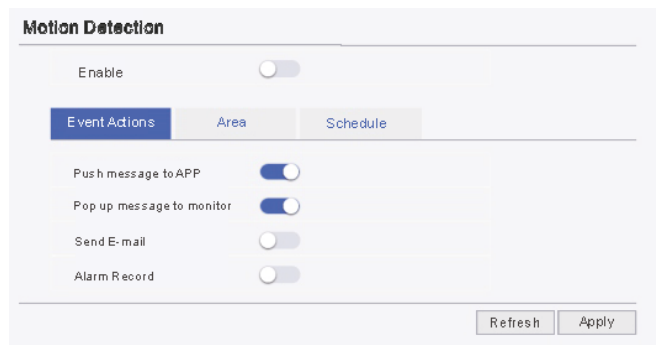 Motion Detection
Enable
Event Actions Area Schedule
Push message to APP
Pop up message to monitor
Send E-mail
Alarm Record
Refresh Apply